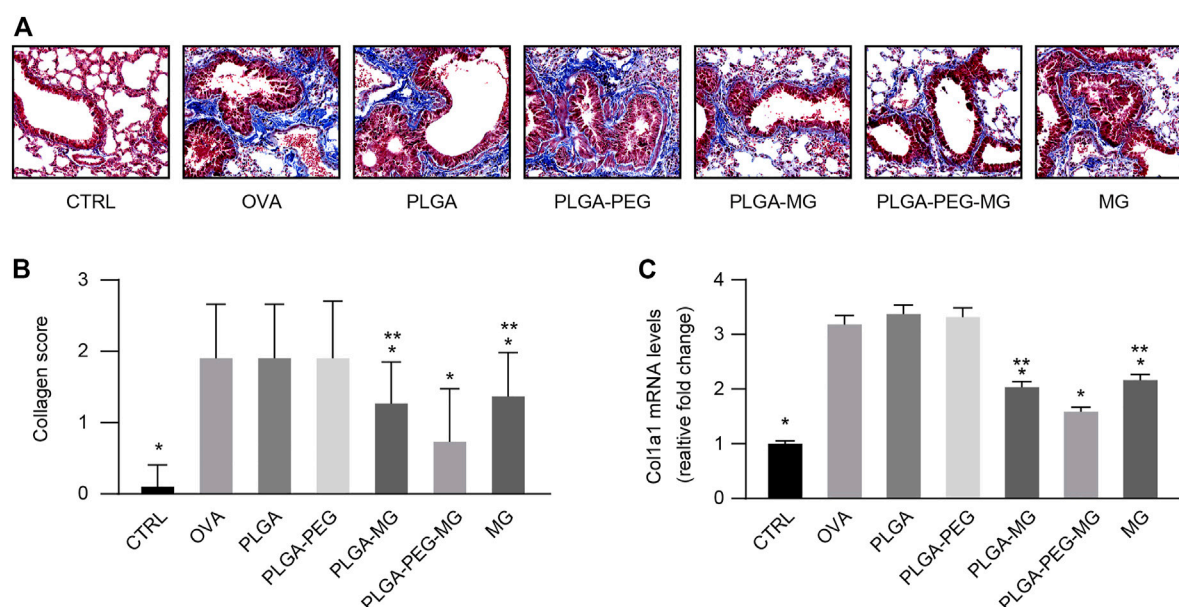 A
CTRL
OVA
PLGA
PLGA-PEG
PLGA-MG
PLGA-PEG-MG
MG
B
Collagen score
3
2
1
0
*
**
*
*
**
*
CTRL
OVA
PLGA
PLGA-PEG
PLGA-MG
PLGA-PEG-MG
MG
C
Col1a1 mRNA levels
(realtive fold change)
4
3
2
1
0
*
**
*
*
**
*
CTRL
OVA
PLGA
PLGA-PEG
PLGA-MG
PLGA-PEG-MG
MG